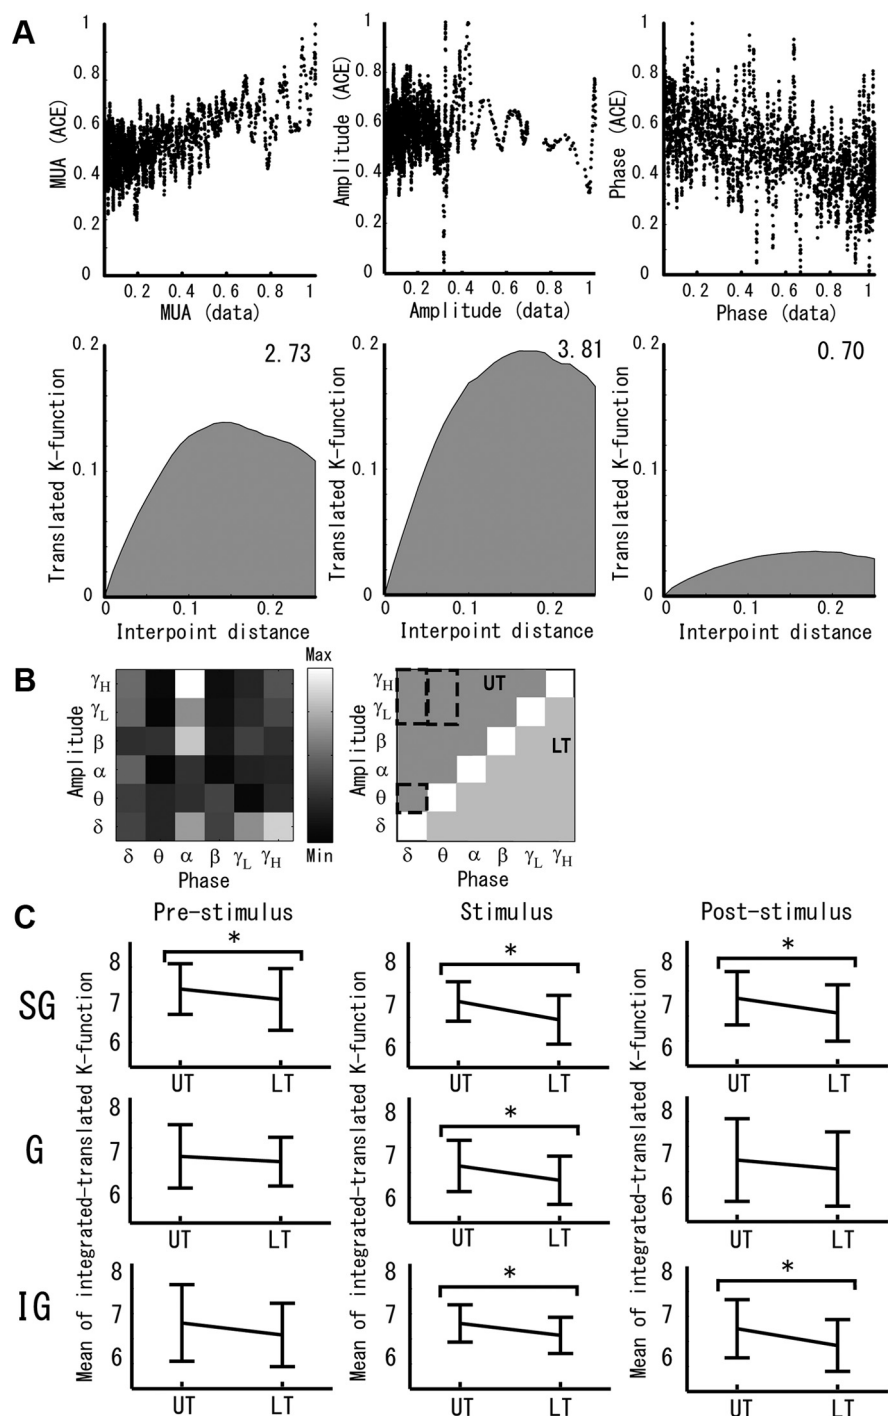 A
1
0.8
0.6
0.4
0.2
0
MUA (ACE)
0.2 0.4 0.6 0.8 1
MUA (data)
1
0.8
0.6
0.4
0.2
0
Amplitude (ACE)
0.2 0.4 0.6 0.8 1
Amplitude (data)
1
0.8
0.6
0.4
0.2
0
Phase (ACE)
0.2 0.4 0.6 0.8 1
Phase (data)
0.2
0.1
0
Translated K-function
2.73
0 0.1 0.2
Interpoint distance
0.2
0.1
0
Translated K-function
3.81
0.1 0.2
Interpoint distance
0.2
0.1
0
Translated K-function
0.70
0 0.1 0.2
Interpoint distance
B
Amplitude
γH
γL
β
α
θ
δ
δ θ α β γL γH
Phase
Max
Min
Amplitude
γH
γL
β
α
θ
δ
UT
LT
δ θ α β γL γH
Phase
C
Pre-stimulus Stimulus Post-stimulus
Mean of integrated-translated K-function
Mean of integrated-translated K-function
Mean of integrated-translated K-function
SG
8
7
6
*
UT LT
8
7
6
*
UT LT
8
7
6
*
UT LT
G
8
7
6
UT LT
8
7
6
*
UT LT
8
7
6
UT LT
IG
8
7
6
UT LT
8
7
6
*
UT LT
8
7
6
*
UT LT